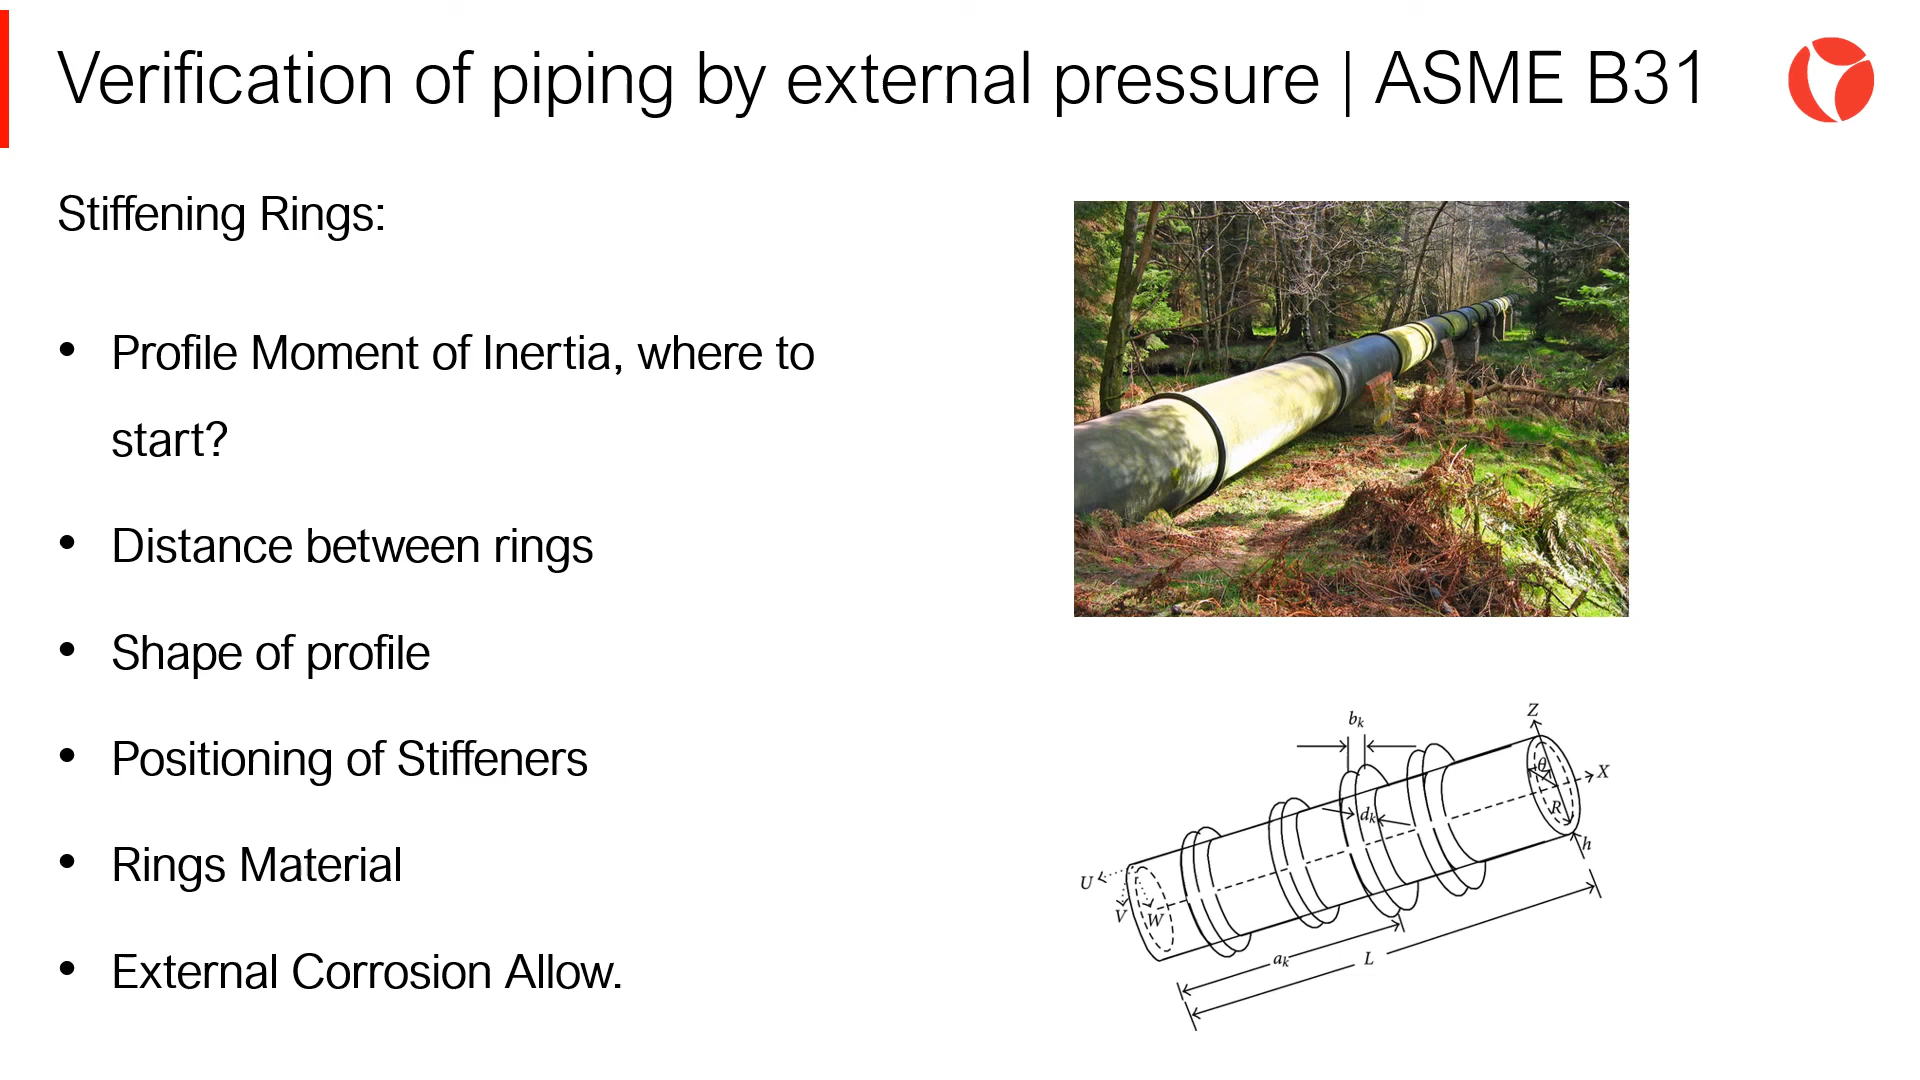 Verification of piping by external pressure | ASME B31
Stiffening Rings:
• Profile Moment of Inertia, where to
start?
• Distance between rings
• Shape of profile
• Positioning of Stiffeners
• Rings Material
• External Corrosion Allow.
Z
bk
X
θ
R
dk
h
U
V
W
ak
L